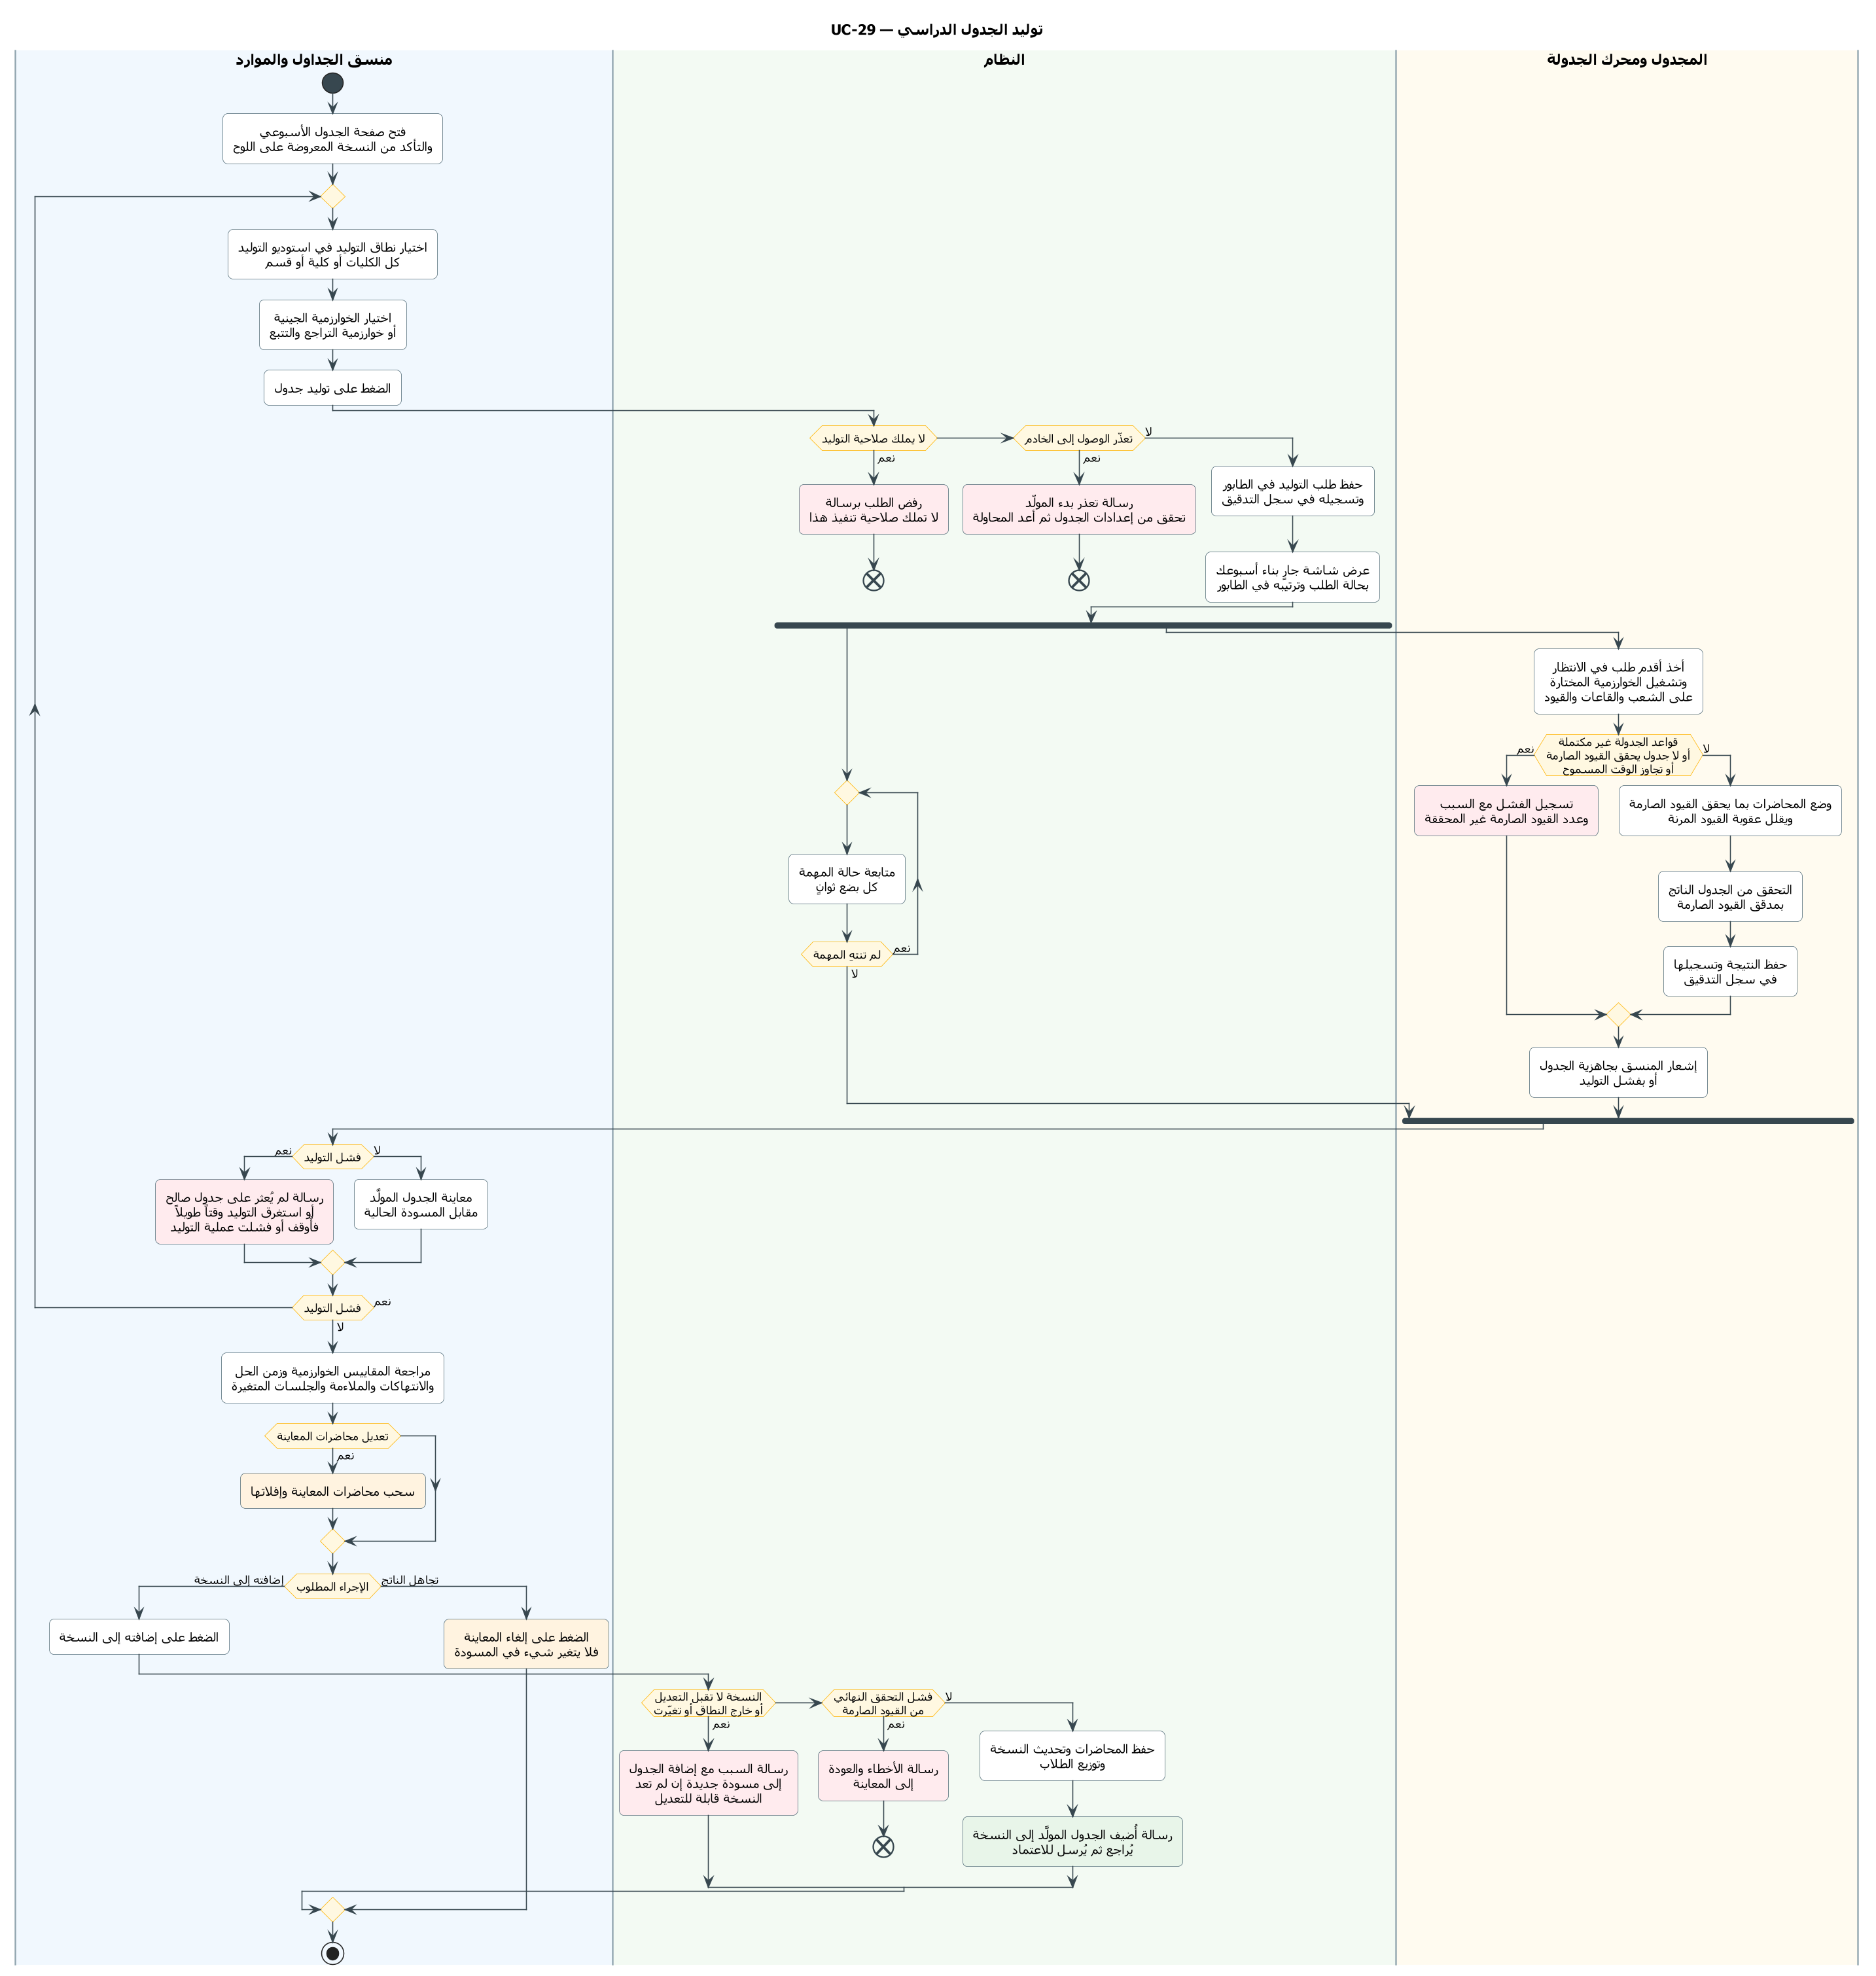 UC-29 — توليد الجدول الدراسي
منسق الجداول والموارد
النظام
المجدول ومحرك الجدولة
فتح صفحة الجدول الأسبوعي
والتأكد من النسخة المعروضة على اللوح
اختيار نطاق التوليد في استوديو التوليد
كل الكليات أو كلية أو قسم
اختيار الخوارزمية الجينية
أو خوارزمية التراجع والتتبع
الضغط على توليد جدول
لا يملك صلاحية التوليد
نعم
رفض الطلب برسالة
لا تملك صلاحية تنفيذ هذا
تعذّر الوصول إلى الخادم
لا
نعم
رسالة تعذر بدء المولّد
تحقق من إعدادات الجدول ثم أعد المحاولة
حفظ طلب التوليد في الطابور
وتسجيله في سجل التدقيق
عرض شاشة جارٍ بناء أسبوعك
بحالة الطلب وترتيبه في الطابور
أخذ أقدم طلب في الانتظار
وتشغيل الخوارزمية المختارة
على الشعب والقاعات والقيود
قواعد الجدولة غير مكتملة
أو لا جدول يحقق القيود الصارمة
أو تجاوز الوقت المسموح
نعم
لا
تسجيل الفشل مع السبب
وعدد القيود الصارمة غير المحققة
وضع المحاضرات بما يحقق القيود الصارمة
ويقلل عقوبة القيود المرنة
التحقق من الجدول الناتج
بمدقق القيود الصارمة
حفظ النتيجة وتسجيلها
في سجل التدقيق
إشعار المنسق بجاهزية الجدول
أو بفشل التوليد
متابعة حالة المهمة
كل بضع ثوانٍ
لم تنتهِ المهمة
نعم
لا
فشل التوليد
نعم
لا
رسالة لم يُعثر على جدول صالح
أو استغرق التوليد وقتاً طويلاً
فأُوقف أو فشلت عملية التوليد
معاينة الجدول المولَّد
مقابل المسودة الحالية
فشل التوليد
نعم
لا
مراجعة المقاييس الخوارزمية وزمن الحل
والانتهاكات والملاءمة والجلسات المتغيرة
تعديل محاضرات المعاينة
نعم
سحب محاضرات المعاينة وإفلاتها
الإجراء المطلوب
إضافته إلى النسخة
تجاهل الناتج
الضغط على إضافته إلى النسخة
الضغط على إلغاء المعاينة
فلا يتغير شيء في المسودة
النسخة لا تقبل التعديل
أو خارج النطاق أو تغيّرت
نعم
رسالة السبب مع إضافة الجدول
إلى مسودة جديدة إن لم تعد
النسخة قابلة للتعديل
فشل التحقق النهائي
من القيود الصارمة
لا
نعم
رسالة الأخطاء والعودة
إلى المعاينة
حفظ المحاضرات وتحديث النسخة
وتوزيع الطلاب
رسالة أُضيف الجدول المولَّد إلى النسخة
يُراجع ثم يُرسل للاعتماد